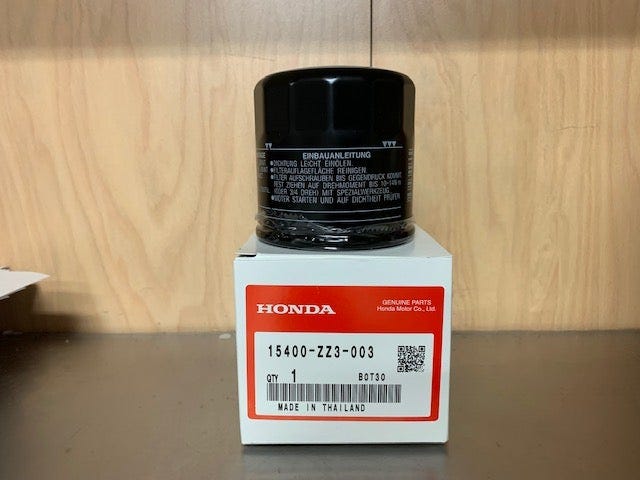 ▽▽ ▽▽▽
EINBAUANLEITUNG
●DICHTUNG LEICHT EINÖLEN.
●FILTERAUFLAGEFLÄCHE REINIGEN.
●FILTER AUFSCHRAUBEN BIS GEGENDRUCK KOMMT
FEST ZIEHEN AUF DREHMOMENT BIS
ODER 3/4 DREH) MIT SPEZIALWERKZEUG.
●MOTER STARTEN UND AUF DICHTHEIT PRÜFEN
HONDA
GENUINE PARTS
Honda Motor Co., Ltd.
15400-ZZ3-003
QTY 1 BOT30
MADE IN THAILAND